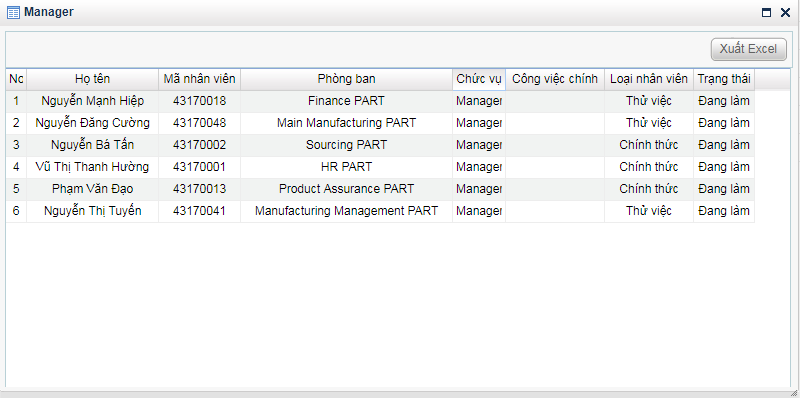 Manager
Xuất Excel
No Họ tên Mã nhân viên Phòng ban Chức vụ Công việc chính Loại nhân viên Trạng thái
1 Nguyễn Mạnh Hiệp 43170018 Finance PART Manager Thử việc Đang làm
2 Nguyễn Đăng Cường 43170048 Main Manufacturing PART Manager Thử việc Đang làm
3 Nguyễn Bá Tấn 43170002 Sourcing PART Manager Chính thức Đang làm
4 Vũ Thị Thanh Hường 43170001 HR PART Manager Chính thức Đang làm
5 Phạm Văn Đạo 43170013 Product Assurance PART Manager Chính thức Đang làm
6 Nguyễn Thị Tuyến 43170041 Manufacturing Management PART Manager Thử việc Đang làm